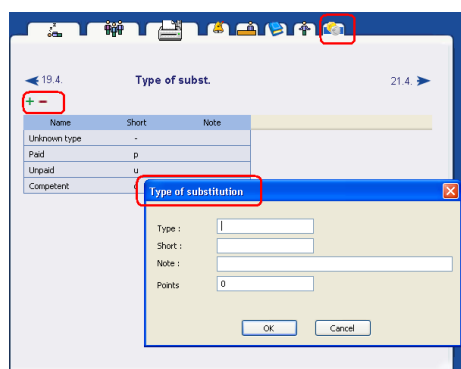 19.4.
Type of subst.
21.4.
+ -
Name Short Note
Unknown type -
Paid p
Unpaid u
Competent
Type of substitution
Type :
Short :
Note :
Points 0
OK Cancel